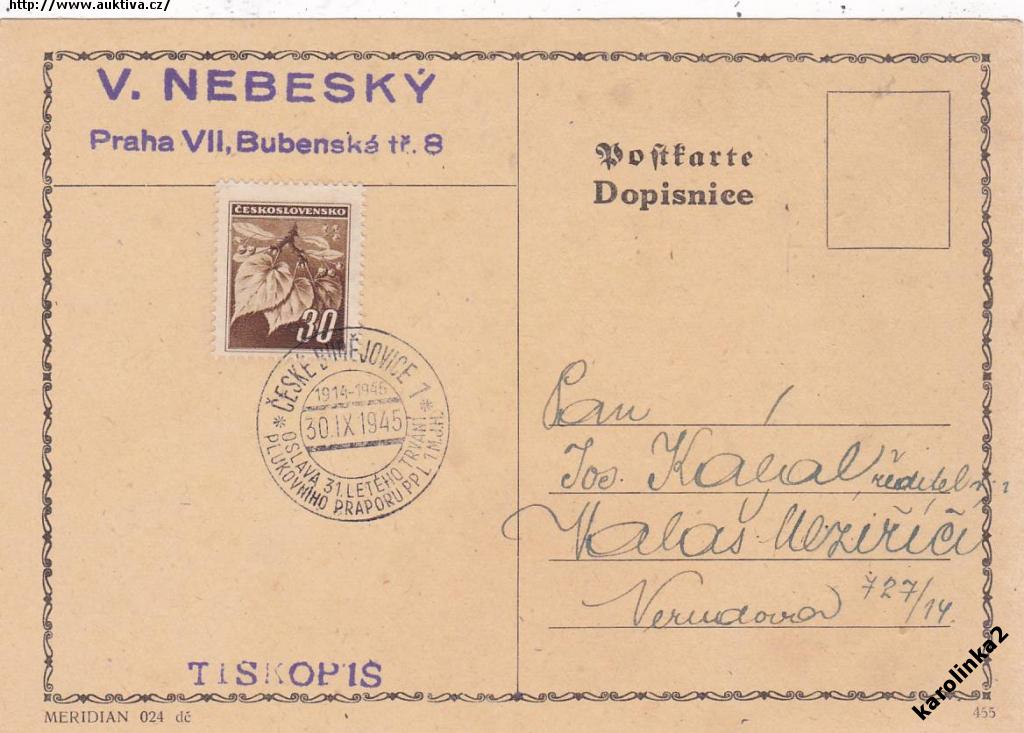 http://www.auktiva.cz/
V. NEBESKÝ
Praha VII, Bubenská tř. 8
Postkarte
Dopisnice
ČESKOSLOVENSKO
30
ČESKÉ BUDĚJOVICE 1
1914-1945
30.IX 1945
OSLAVA 31. LETÉHO TRVÁNÍ
PLUKOVNÍHO PRAPORU PP I. 1 M.J.H.
Pan
Jos. Kapal ředitel
Valaš Meziříčí
727/14.
TISKOPIS
MERIDIAN 024 dč
455
karolinka2